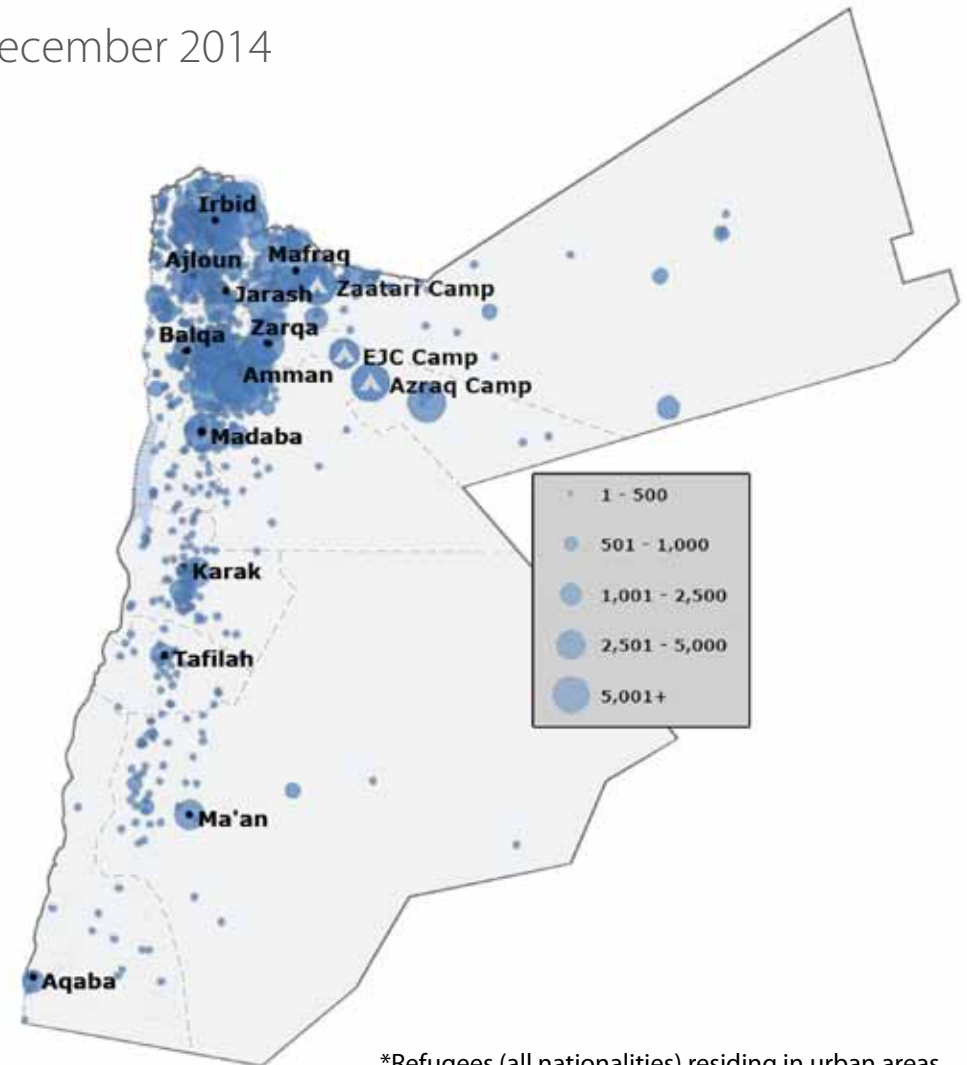 ecember 2014
Irbid
Ajloun
Mafraq
Jarash
Zaatari Camp
Balqa
Zarqa
EJC Camp
Amman
Azraq Camp
Madaba
1 - 500
501 - 1,000
Karak
1,001 - 2,500
2,501 - 5,000
Tafilah
5,001+
Ma'an
Aqaba
*Refugees (all nationalities) residing in urban areas